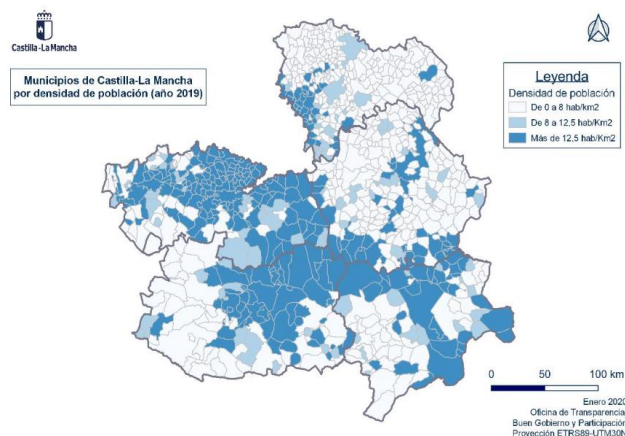 Castilla-La Mancha
Municipios de Castilla-La Mancha
por densidad de población (año 2019)
Leyenda
Densidad de población
De 0 a 8 hab/km2
De 8 a 12,5 hab/Km2
Más de 12,5 hab/Km2
0 50 100 km
Enero 2020
Oficina de Transparencia
Buen Gobierno y Participación
Proyección ETRS89-UTM30N